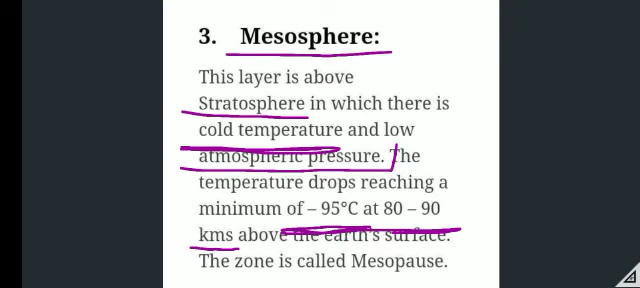 3. Mesosphere:
This layer is above
Stratosphere in which there is
cold temperature and low
atmospheric pressure. The
temperature drops reaching a
minimum of – 95°C at 80 – 90
kms above the earth's surface.
The zone is called Mesopause.